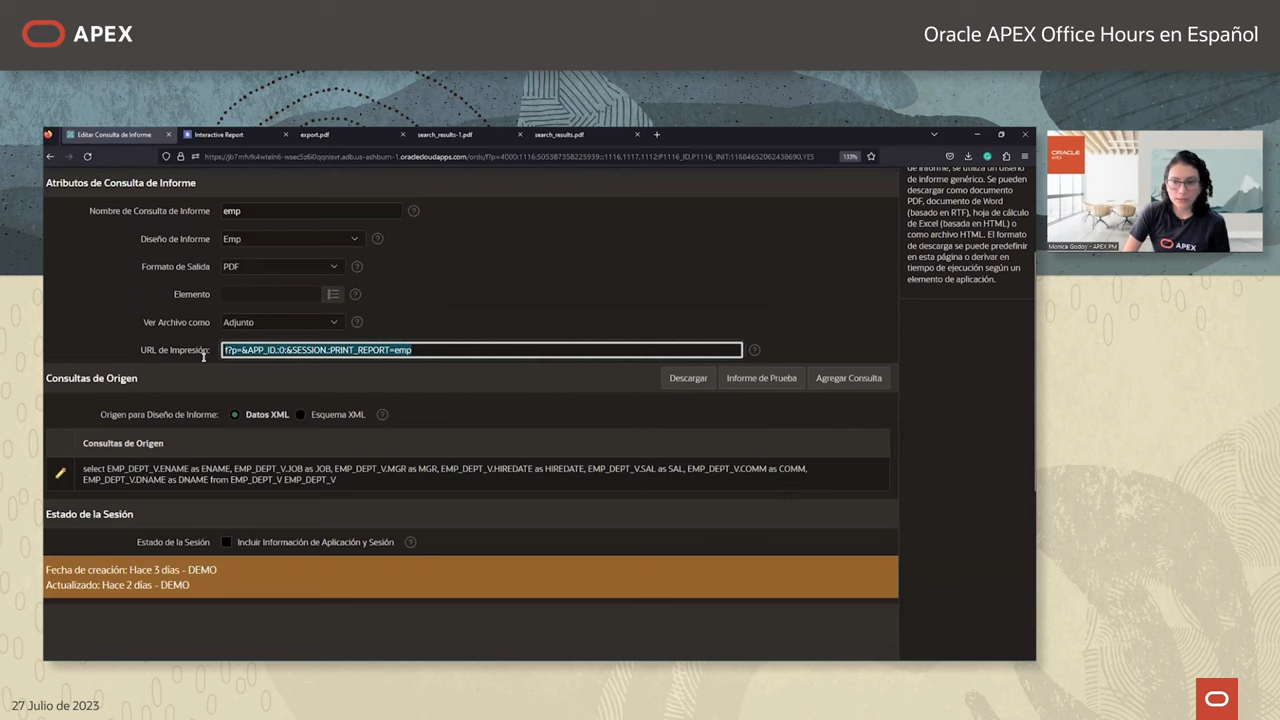 APEX
Oracle APEX Office Hours en Español
Editar Consulta de Informe
Interactive Report
export.pdf
search_results-1.pdf
search_results.pdf
133%
Atributos de Consulta de Informe
Nombre de Consulta de Informe
emp
Diseño de Informe
Emp
Formato de Salida
PDF
Elemento
Ver Archivo como
Adjunto
URL de Impresión:
f?p=&APP_ID.:0:&SESSION.:PRINT_REPORT=emp
de informe, se utiliza un diseño
de informe genérico. Se pueden
descargar como documento
PDF, documento de Word
(basado en RTF), hoja de cálculo
de Excel (basada en HTML) o
como archivo HTML. El formato
de descarga se puede predefinir
en esta página o derivar en
tiempo de ejecución según un
elemento de aplicación.
ORACLE
APEX
APEX
Monica Godoy - APEX PM
Consultas de Origen
Descargar
Informe de Prueba
Agregar Consulta
Origen para Diseño de Informe:
Datos XML
Esquema XML
Consultas de Origen
select EMP_DEPT_V.ENAME as ENAME, EMP_DEPT_V.JOB as JOB, EMP_DEPT_V.MGR as MGR, EMP_DEPT_V.HIREDATE as HIREDATE, EMP_DEPT_V.SAL as SAL, EMP_DEPT_V.COMM as COMM,
EMP_DEPT_V.DNAME as DNAME from EMP_DEPT_V EMP_DEPT_V
Estado de la Sesión
Estado de la Sesión
Incluir Información de Aplicación y Sesión
Fecha de creación: Hace 3 días - DEMO
Actualizado: Hace 2 días - DEMO
27 Julio de 2023